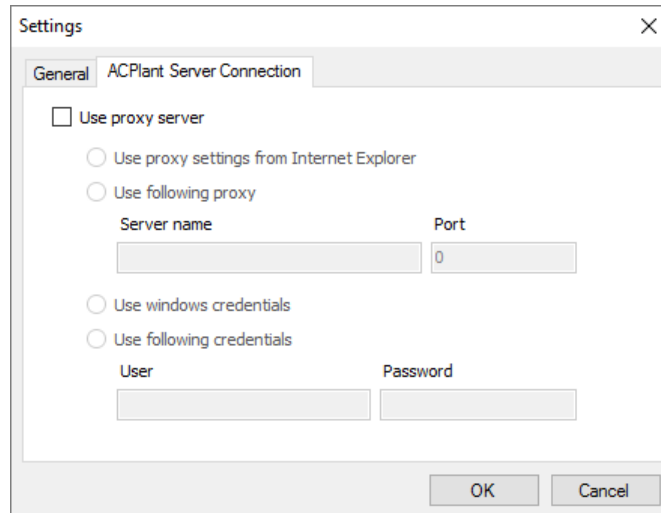 Settings
General ACPlant Server Connection
Use proxy server
Use proxy settings from Internet Explorer
Use following proxy
Server name Port
0
Use windows credentials
Use following credentials
User Password
OK Cancel